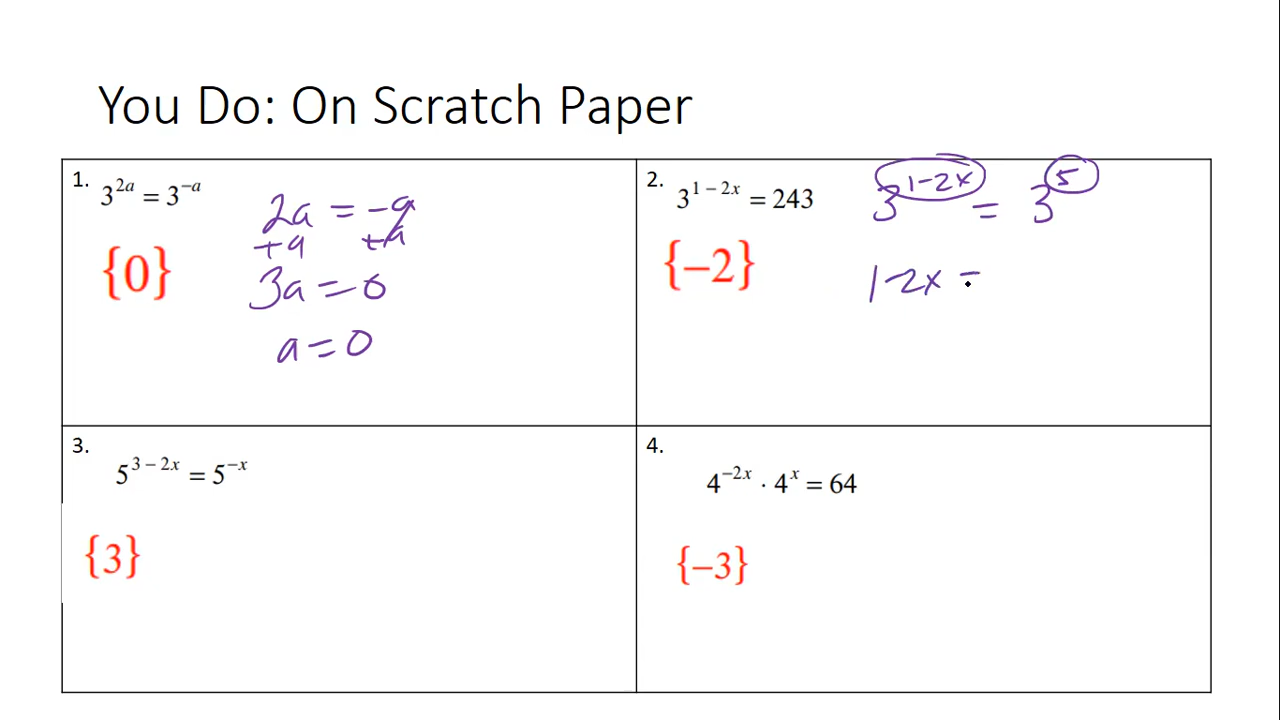 You Do: On Scratch Paper
1.
3^{2a} = 3^{-a}
{0}
2a = -a
+a +a
3a = 0
a = 0
2.
3^{1 – 2x} = 243
{–2}
3^{1-2x} = 3^{5}
1-2x =
3.
5^{3 – 2x} = 5^{–x}
{3}
4.
4^{–2x} · 4^{x} = 64
{–3}